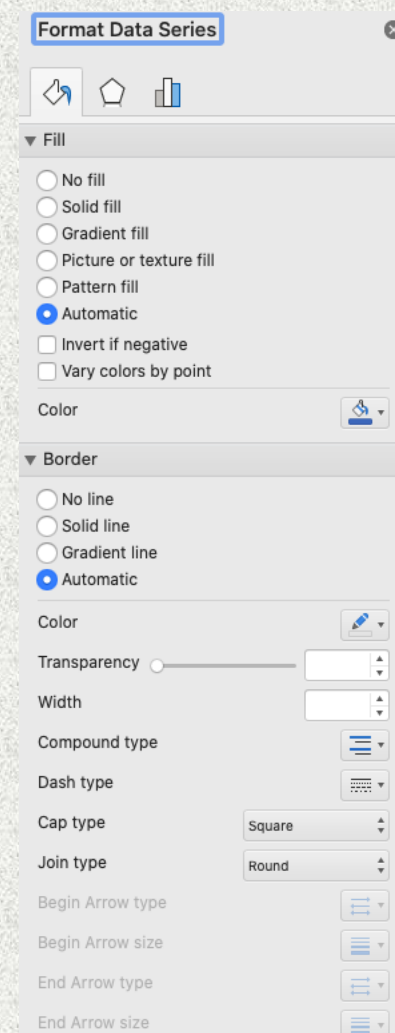 Format Data Series
Fill
No fill
Solid fill
Gradient fill
Picture or texture fill
Pattern fill
Automatic
Invert if negative
Vary colors by point
Color
Border
No line
Solid line
Gradient line
Automatic
Color
Transparency
Width
Compound type
Dash type
Cap type Square
Join type Round
Begin Arrow type
Begin Arrow size
End Arrow type
End Arrow size